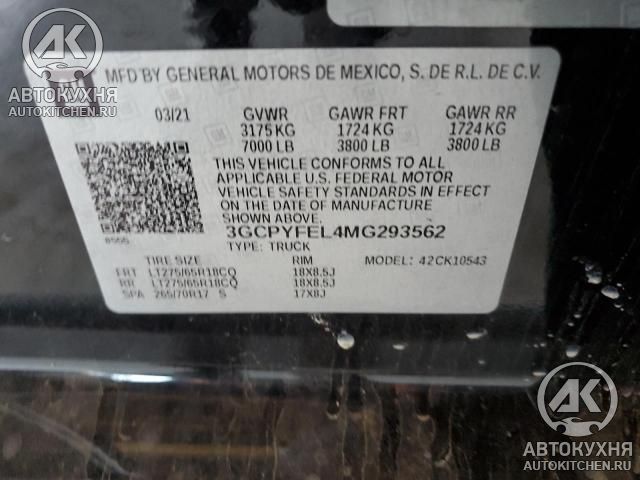 АВТОКУХНЯ
AUTOKITCHEN.RU
MFD BY GENERAL MOTORS DE MEXICO, S. DE R.L. DE C.V.
03/21 GVWR GAWR FRT GAWR RR
3175 KG 1724 KG 1724 KG
7000 LB 3800 LB 3800 LB
THIS VEHICLE CONFORMS TO ALL
APPLICABLE U.S. FEDERAL MOTOR
VEHICLE SAFETY STANDARDS IN EFFECT
ON THE DATE OF MANUFACTURE
SHOWN ABOVE.
3GCPYFEL4MG293562
TYPE: TRUCK
TIRE SIZE RIM MODEL: 42CK10543
FRT LT275/65R18CQ 18X8.5J
RR LT275/65R18CQ 18X8.5J
SPA 265/70R17 S 17X8J
АК
АВТОКУХНЯ
AUTOKITCHEN.RU